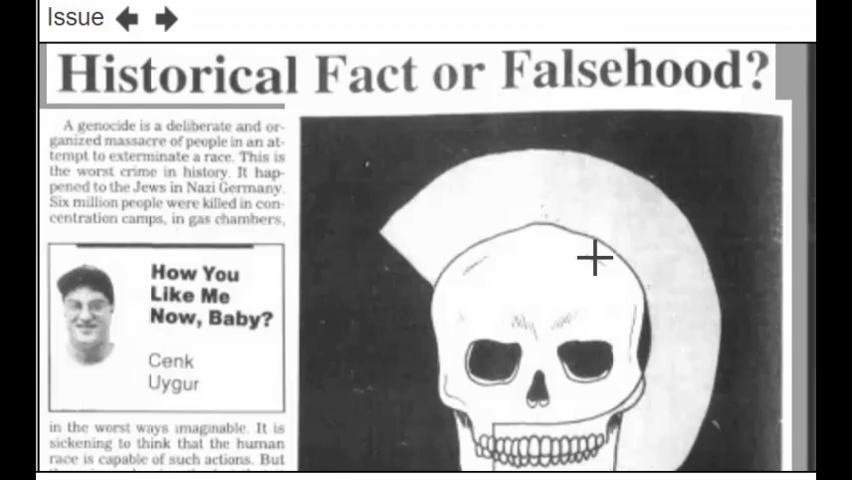 Issue
Historical Fact or Falsehood?
A genocide is a deliberate and or-
ganized massacre of people in an at-
tempt to exterminate a race. This is
the worst crime in history. It hap-
pened to the Jews in Nazi Germany.
Six million people were killed in con-
centration camps, in gas chambers,
How You
Like Me
Now, Baby?
Cenk
Uygur
in the worst ways imaginable. It is
sickening to think that the human
race is capable of such actions. But